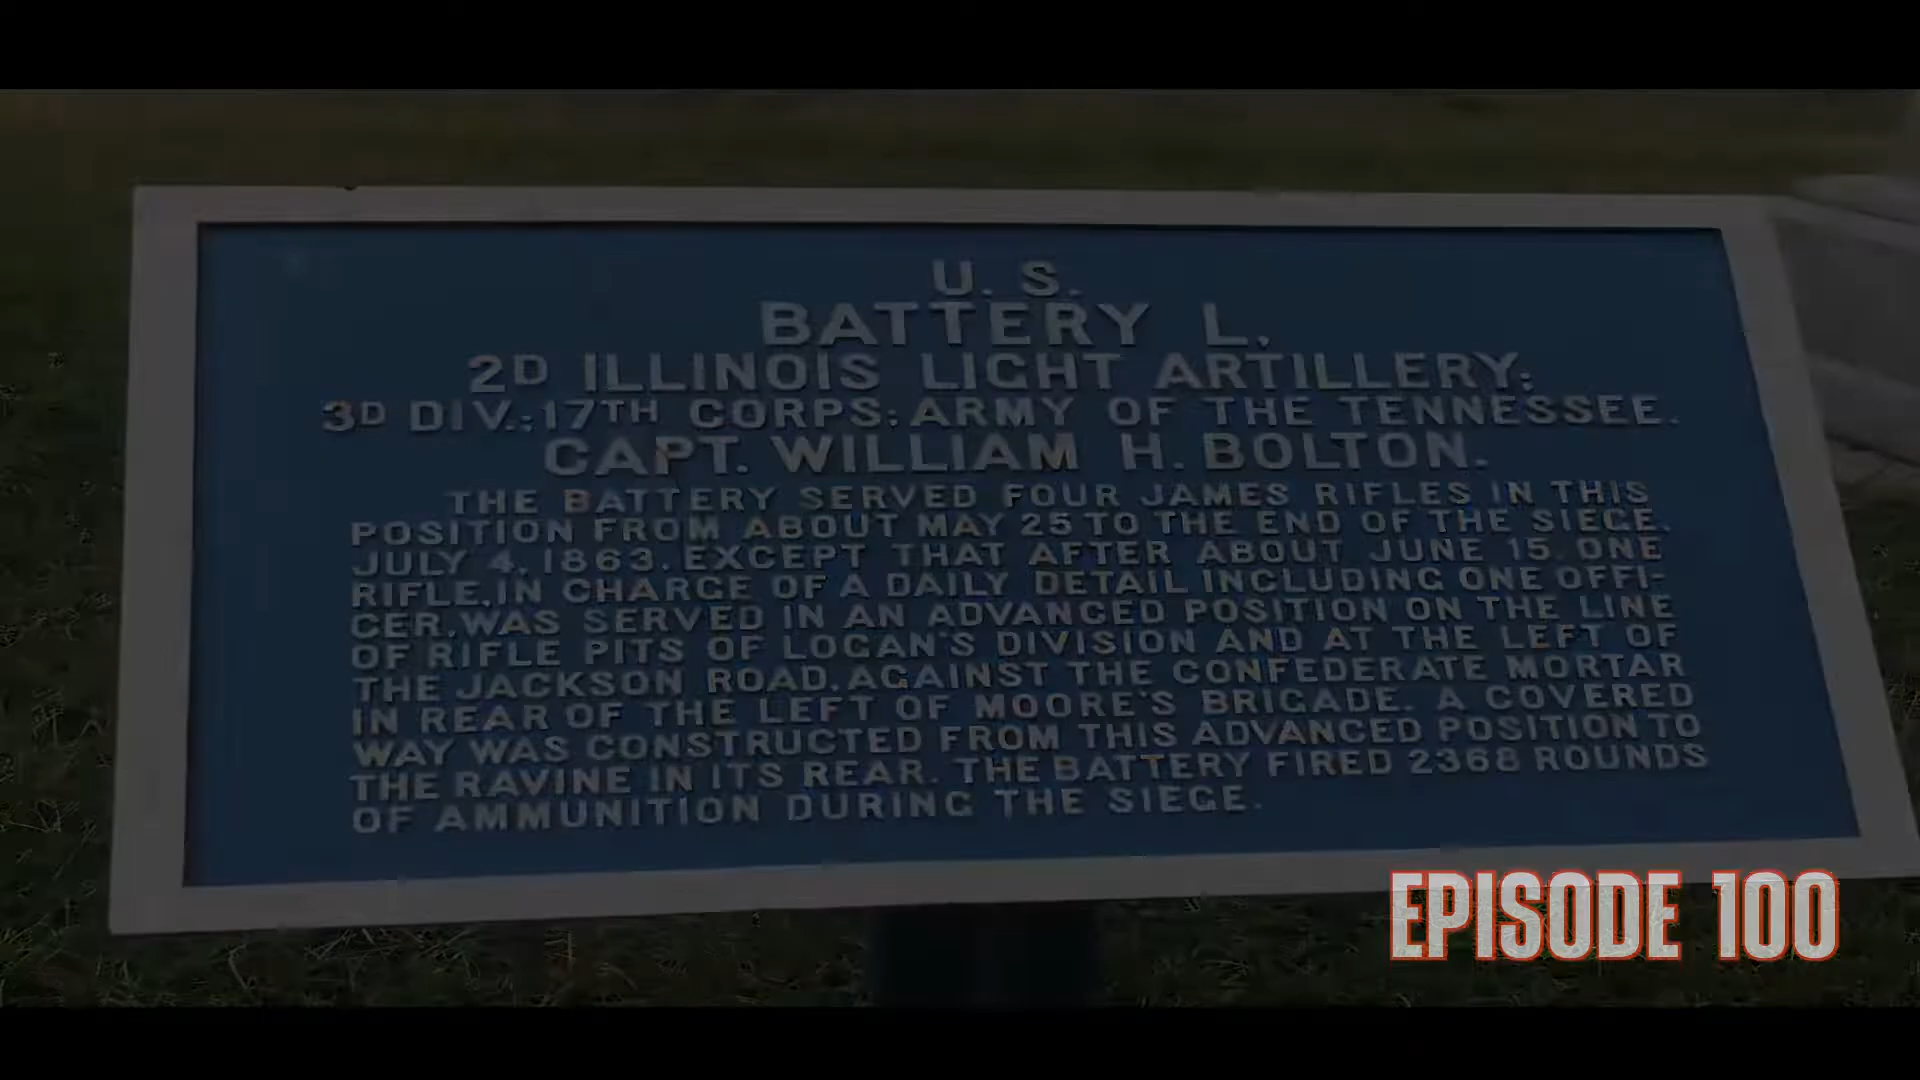 U. S.
BATTERY L,
2D ILLINOIS LIGHT ARTILLERY;
3D DIV.; 17TH CORPS; ARMY OF THE TENNESSEE.
CAPT. WILLIAM H. BOLTON.
THE BATTERY SERVED FOUR JAMES RIFLES IN THIS
POSITION FROM ABOUT MAY 25 TO THE END OF THE SIEGE,
JULY 4, 1863, EXCEPT THAT AFTER ABOUT JUNE 15, ONE
RIFLE, IN CHARGE OF A DAILY DETAIL INCLUDING ONE OFFI-
CER, WAS SERVED IN AN ADVANCED POSITION ON THE LINE
OF RIFLE PITS OF LOGAN'S DIVISION AND AT THE LEFT OF
THE JACKSON ROAD, AGAINST THE CONFEDERATE MORTAR
IN REAR OF THE LEFT OF MOORE'S BRIGADE. A COVERED
WAY WAS CONSTRUCTED FROM THIS ADVANCED POSITION TO
THE RAVINE IN ITS REAR. THE BATTERY FIRED 2368 ROUNDS
OF AMMUNITION DURING THE SIEGE.
EPISODE 100